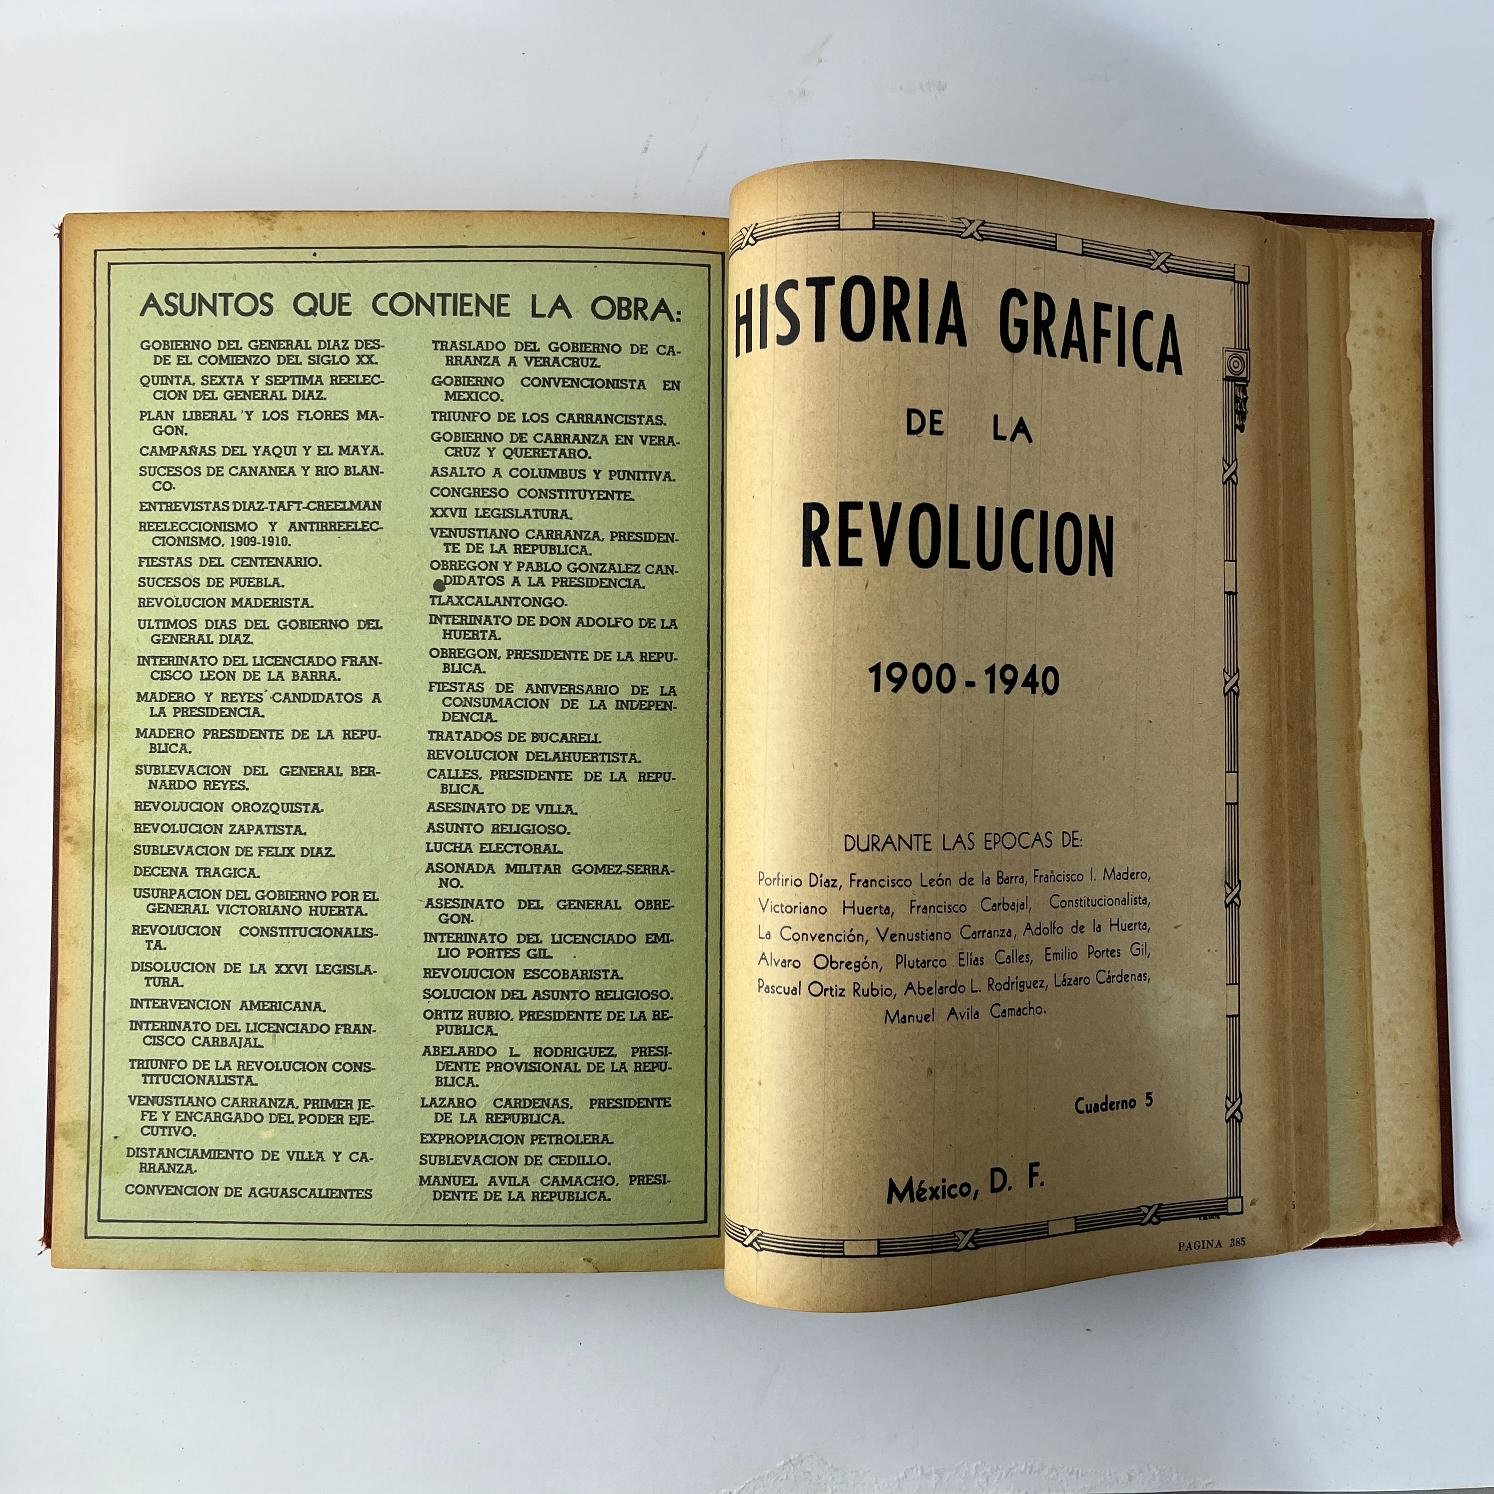 ASUNTOS QUE CONTIENE LA OBRA:
GOBIERNO DEL GENERAL DIAZ DES-
DE EL COMIENZO DEL SIGLO XX.
QUINTA, SEXTA Y SEPTIMA REELEC-
CION DEL GENERAL DIAZ.
PLAN LIBERAL Y LOS FLORES MA-
GON.
CAMPAÑAS DEL YAQUI Y EL MAYA.
SUCESOS DE CANANEA Y RIO BLAN-
CO.
ENTREVISTAS DIAZ-TAFT-CREELMAN
REELECCIONISMO Y ANTIRREELEC-
CIONISMO, 1909-1910.
FIESTAS DEL CENTENARIO.
SUCESOS DE PUEBLA.
REVOLUCION MADERISTA.
ULTIMOS DIAS DEL GOBIERNO DEL
GENERAL DIAZ.
INTERINATO DEL LICENCIADO FRAN-
CISCO LEON DE LA BARRA.
MADERO Y REYES CANDIDATOS A
LA PRESIDENCIA.
MADERO PRESIDENTE DE LA REPU-
BLICA.
SUBLEVACION DEL GENERAL BER-
NARDO REYES.
REVOLUCION OROZQUISTA.
REVOLUCION ZAPATISTA.
SUBLEVACION DE FELIX DIAZ.
DECENA TRAGICA.
USURPACION DEL GOBIERNO POR EL
GENERAL VICTORIANO HUERTA.
REVOLUCION CONSTITUCIONALIS-
TA.
DISOLUCION DE LA XXVI LEGISLA-
TURA.
INTERVENCION AMERICANA.
INTERINATO DEL LICENCIADO FRAN-
CISCO CARBAJAL.
TRIUNFO DE LA REVOLUCION CONS-
TITUCIONALISTA.
VENUSTIANO CARRANZA, PRIMER JE-
FE Y ENCARGADO DEL PODER EJE-
CUTIVO.
DISTANCIAMIENTO DE VILLA Y CA-
RRANZA.
CONVENCION DE AGUASCALIENTES
TRASLADO DEL GOBIERNO DE CA-
RRANZA A VERACRUZ.
GOBIERNO CONVENCIONISTA EN
MEXICO.
TRIUNFO DE LOS CARRANCISTAS.
GOBIERNO DE CARRANZA EN VERA-
CRUZ Y QUERETARO.
ASALTO A COLUMBUS Y PUNITIVA.
CONGRESO CONSTITUYENTE.
XXVII LEGISLATURA.
VENUSTIANO CARRANZA, PRESIDEN-
TE DE LA REPUBLICA.
OBREGON Y PABLO GONZALEZ CAN-
DIDATOS A LA PRESIDENCIA.
TLAXCALANTONGO.
INTERINATO DE DON ADOLFO DE LA
HUERTA.
OBREGON, PRESIDENTE DE LA REPU-
BLICA.
FIESTAS DE ANIVERSARIO DE LA
CONSUMACION DE LA INDEPEN-
DENCIA.
TRATADOS DE BUCARELI.
REVOLUCION DELAHUERTISTA.
CALLES, PRESIDENTE DE LA REPU-
BLICA.
ASESINATO DE VILLA.
ASUNTO RELIGIOSO.
LUCHA ELECTORAL.
ASONADA MILITAR GOMEZ-SERRA-
NO.
ASESINATO DEL GENERAL OBRE-
GON.
INTERINATO DEL LICENCIADO EMI-
LIO PORTES GIL.
REVOLUCION ESCOBARISTA.
SOLUCION DEL ASUNTO RELIGIOSO.
ORTIZ RUBIO, PRESIDENTE DE LA RE-
PUBLICA.
ABELARDO L. RODRIGUEZ, PRESI-
DENTE PROVISIONAL DE LA REPU-
BLICA.
LAZARO CARDENAS, PRESIDENTE
DE LA REPUBLICA.
EXPROPIACION PETROLERA.
SUBLEVACION DE CEDILLO.
MANUEL AVILA CAMACHO, PRESI-
DENTE DE LA REPUBLICA.
HISTORIA GRAFICA
DE LA
REVOLUCION
1900-1940
DURANTE LAS EPOCAS DE:
Porfirio Díaz, Francisco León de la Barra, Francisco I. Madero,
Victoriano Huerta, Francisco Carbajal, Constitucionalista,
La Convención, Venustiano Carranza, Adolfo de la Huerta,
Alvaro Obregón, Plutarco Elías Calles, Emilio Portes Gil,
Pascual Ortiz Rubio, Abelardo L. Rodríguez, Lázaro Cárdenas,
Manuel Avila Camacho.
Cuaderno 5
México, D. F.
PAGINA 385